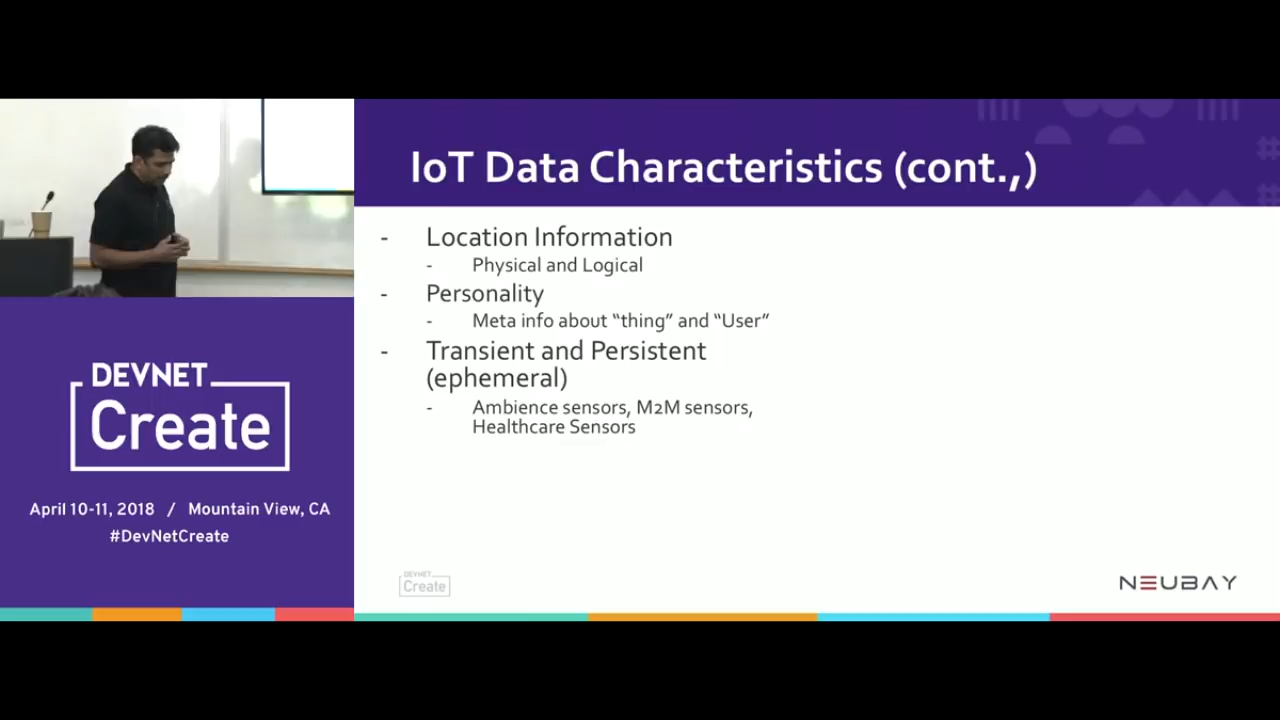 IoT Data Characteristics (cont.,)
- Location Information
- Physical and Logical
- Personality
- Meta info about “thing” and “User”
- Transient and Persistent
(ephemeral)
- Ambience sensors, M2M sensors,
Healthcare Sensors
DEVNET
Create
April 10-11, 2018 / Mountain View, CA
#DevNetCreate
DEVNET
Create
NEUBAY